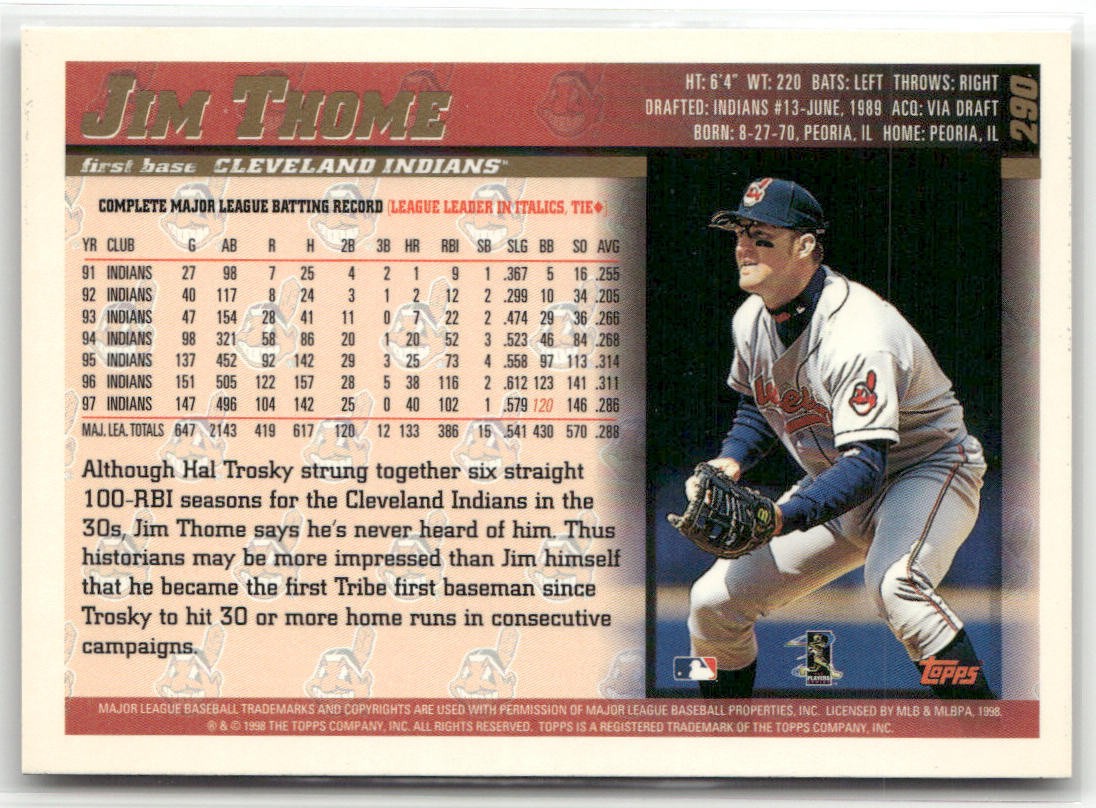 JIM THOME
HT: 6'4" WT: 220 BATS: LEFT THROWS: RIGHT
DRAFTED: INDIANS #13-JUNE, 1989 ACQ: VIA DRAFT
BORN: 8-27-70, PEORIA, IL HOME: PEORIA, IL
290
first base CLEVELAND INDIANS™
COMPLETE MAJOR LEAGUE BATTING RECORD (LEAGUE LEADER IN ITALICS, TIE♦)
YR CLUB G AB R H 2B 3B HR RBI SB SLG BB SO AVG
91 INDIANS 27 98 7 25 4 2 1 9 1 .367 5 16 .255
92 INDIANS 40 117 8 24 3 1 2 12 2 .299 10 34 .205
93 INDIANS 47 154 28 41 11 0 7 22 2 .474 29 36 .266
94 INDIANS 98 321 58 86 20 1 20 52 3 .523 46 84 .268
95 INDIANS 137 452 92 142 29 3 25 73 4 .558 97 113 .314
96 INDIANS 151 505 122 157 28 5 38 116 2 .612 123 141 .311
97 INDIANS 147 496 104 142 25 0 40 102 1 .579 120 146 .286
MAJ. LEA. TOTALS 647 2143 419 617 120 12 133 386 15 .541 430 570 .288
Although Hal Trosky strung together six straight
100-RBI seasons for the Cleveland Indians in the
30s, Jim Thome says he's never heard of him. Thus
historians may be more impressed than Jim himself
that he became the first Tribe first baseman since
Trosky to hit 30 or more home runs in consecutive
campaigns.
Topps
MAJOR LEAGUE BASEBALL TRADEMARKS AND COPYRIGHTS ARE USED WITH PERMISSION OF MAJOR LEAGUE BASEBALL PROPERTIES, INC. LICENSED BY MLB & MLBPA, 1998.
® & © 1998 THE TOPPS COMPANY, INC. ALL RIGHTS RESERVED. TOPPS IS A REGISTERED TRADEMARK OF THE TOPPS COMPANY, INC.